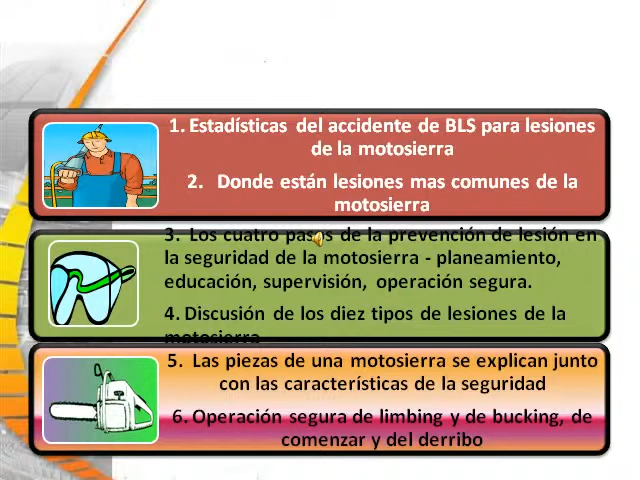 1. Estadísticas del accidente de BLS para lesiones
de la motosierra
2. Donde están lesiones mas comunes de la
motosierra
3. Los cuatro pasos de la prevención de lesión en
la seguridad de la motosierra - planeamiento,
educación, supervisión, operación segura.
4. Discusión de los diez tipos de lesiones de la
motosierra
5. Las piezas de una motosierra se explican junto
con las características de la seguridad
6. Operación segura de limbing y de bucking, de
comenzar y del derribo